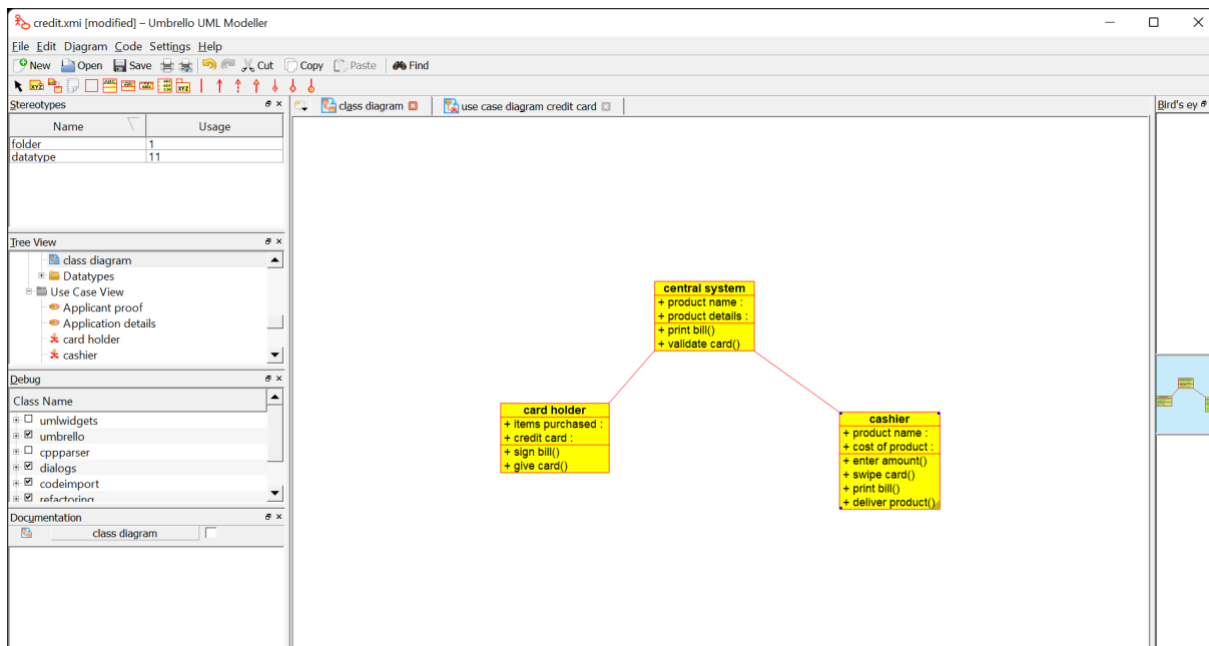 credit.xmi [modified] – Umbrello UML Modeller
File Edit Diagram Code Settings Help
New Open Save Cut Copy Paste Find
Stereotypes
Name Usage
folder 1
datatype 11
Tree View
class diagram
Datatypes
Use Case View
Applicant proof
Application details
card holder
cashier
Debug
Class Name
umlwidgets
umbrello
cppparser
dialogs
codeimport
refactoring
Documentation
class diagram
class diagram use case diagram credit card
central system
+ product name :
+ product details :
+ print bill()
+ validate card()
card holder
+ items purchased :
+ credit card :
+ sign bill()
+ give card()
cashier
+ product name :
+ cost of product :
+ enter amount()
+ swipe card()
+ print bill()
+ deliver product()
Bird's ey